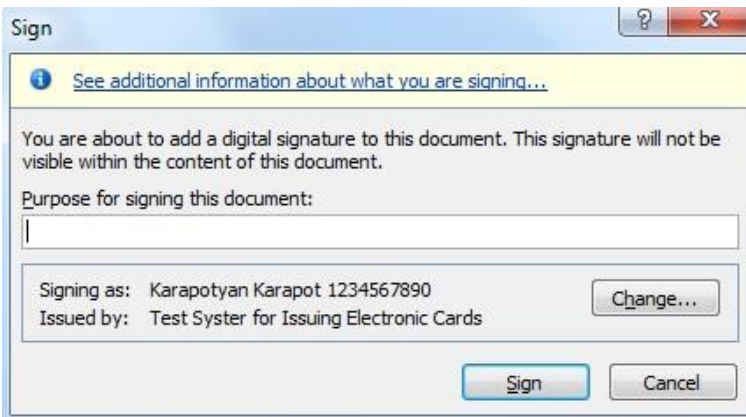 Sign
See additional information about what you are signing...
You are about to add a digital signature to this document. This signature will not be
visible within the content of this document.
Purpose for signing this document:
Signing as: Karapotyan Karapot 1234567890
Change...
Issued by: Test Syster for Issuing Electronic Cards
Sign Cancel